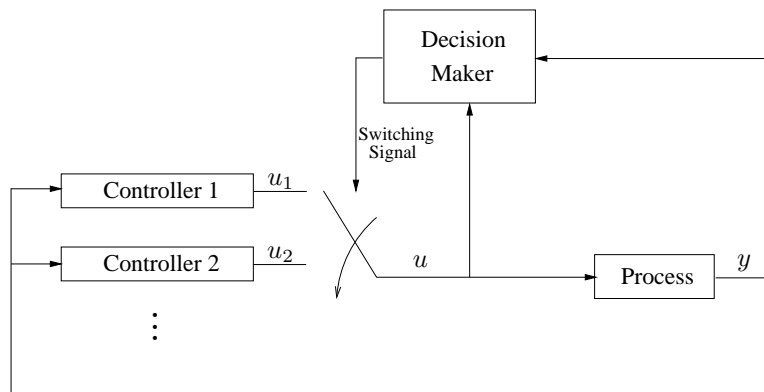 Decision
Maker
Switching
Signal
Controller 1
u₁
Controller 2
u₂
u
Process
y